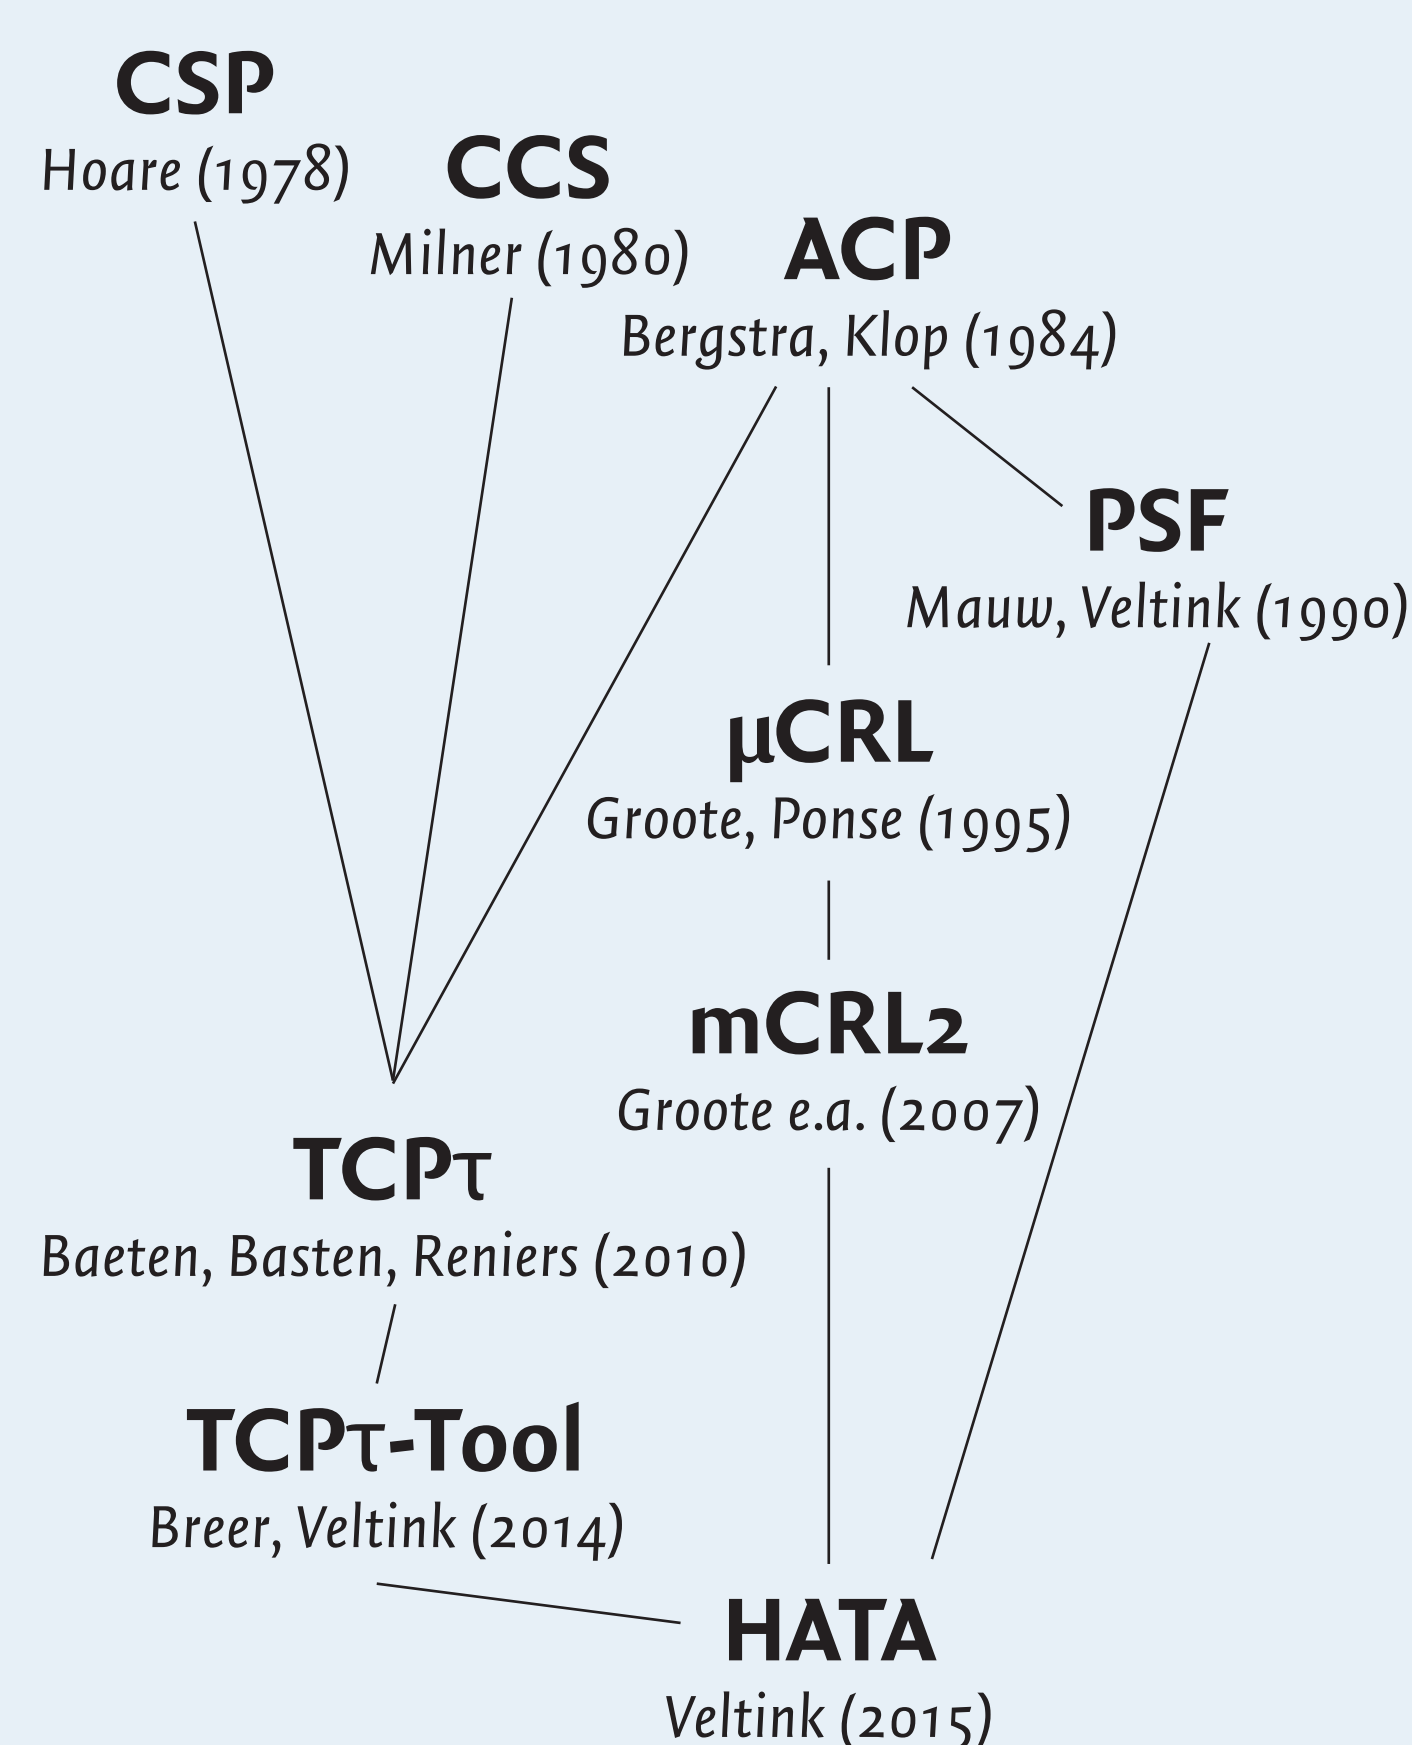 CSP
Hoare (1978)
CCS
Milner (1980)
ACP
Bergstra, Klop (1984)
PSF
Mauw, Veltink (1990)
µCRL
Groote, Ponse (1995)
mCRL2
Groote e.a. (2007)
TCPτ
Baeten, Basten, Reniers (2010)
TCPτ-Tool
Breer, Veltink (2014)
HATA
Veltink (2015)